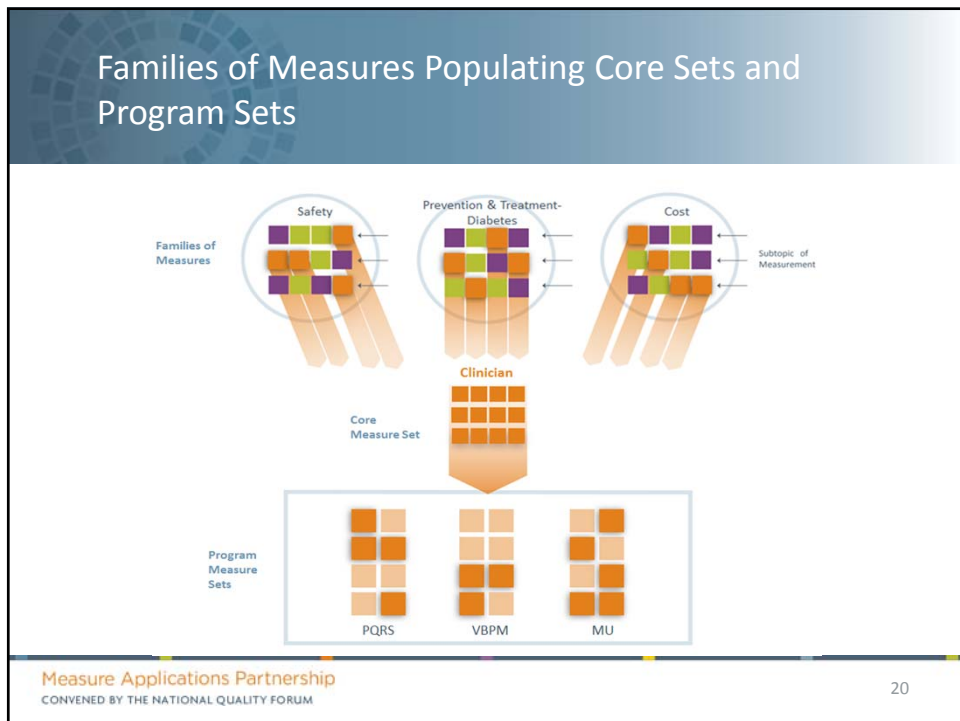 Families of Measures Populating Core Sets and
Program Sets
Safety
Prevention & Treatment-
Diabetes
Cost
Families of
Measures
Subtopic of
Measurement
Clinician
Core
Measure Set
Program
Measure
Sets
PQRS
VBPM
MU
Measure Applications Partnership
CONVENED BY THE NATIONAL QUALITY FORUM
20